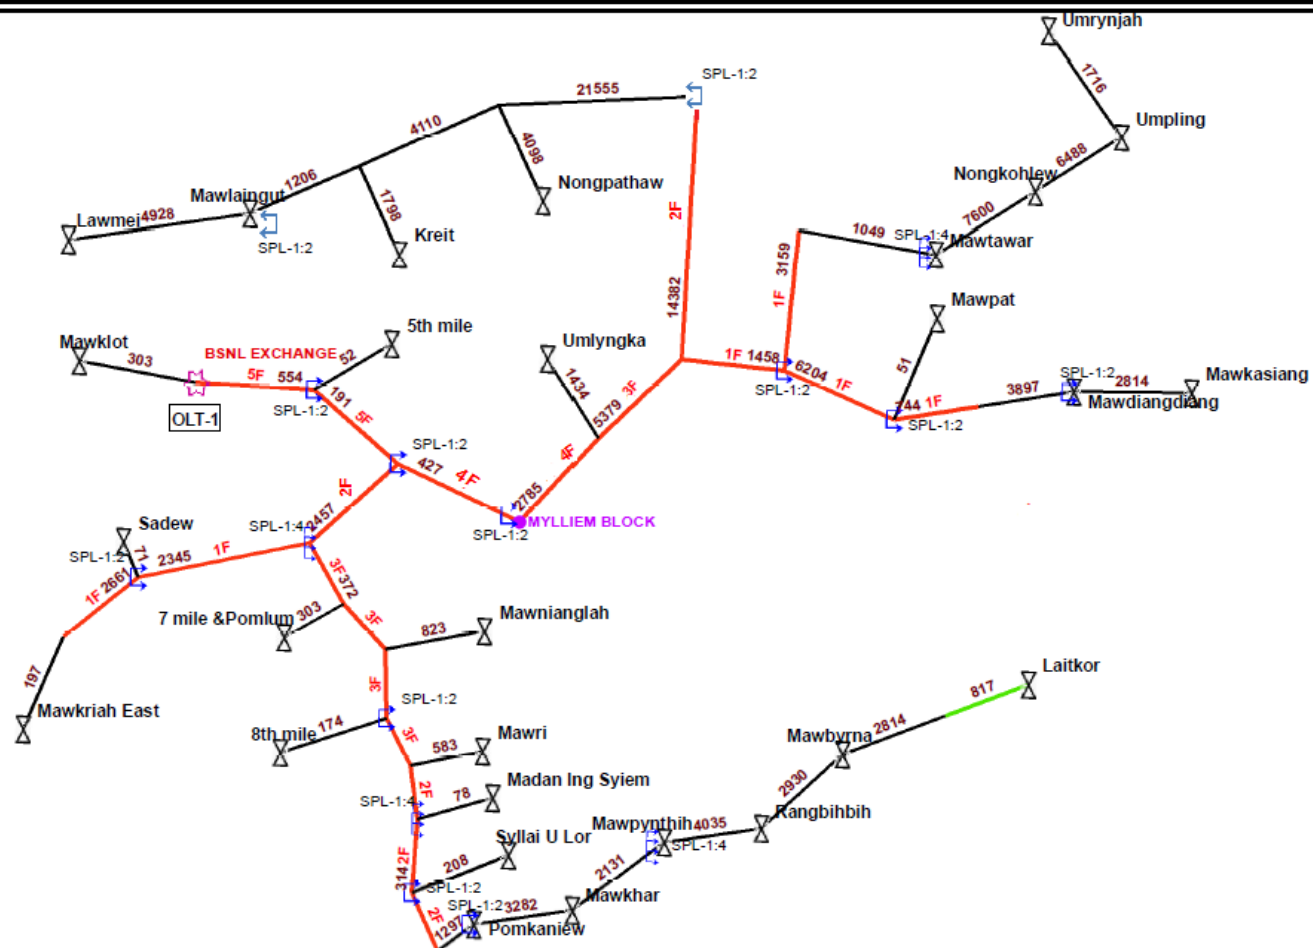 Umrynjah
SPL-1:2
21555
1716
4110
4098
Umpling
6488
Nongkohlew
1206
Mawlaingut
Nongpathaw
1798
7600
Lawmei
4928
SPL-1:2
Kreit
2F
1049
SPL-1:4
Mawtawar
3159
14382
1F
Mawpat
5th mile
Mawklot
303
BSNL EXCHANGE
52
Umlyngka
5F
554
OLT-1
SPL-1:2
191
5F
1434
5379
3F
1F
1458
6204
SPL-1:2
1F
51
SPL-1:2
2814
Mawkasiang
3897
Mawdiangdiang
744
1F
SPL-1:2
SPL-1:2
427
4F
4F
2785
2F
MYLLIEM BLOCK
SPL-1:2
Sadew
SPL-1:4
2457
SPL-1:2
71
2345
1F
2661
1F
3F
372
7 mile &Pomlum
303
3F
Mawnianglah
823
197
3F
Laitkor
817
Mawkriah East
SPL-1:2
8th mile
174
3F
583
Mawri
2814
Mawbyrna
2F
Madan Ing Syiem
78
SPL-1:4
2930
Rangbihbih
Mawpynthih
4035
SPL-1:4
Syllai U Lor
2F
208
314
SPL-1:2
2131
Mawkhar
SPL-1:2
3282
2F
1297
Pomkaniew